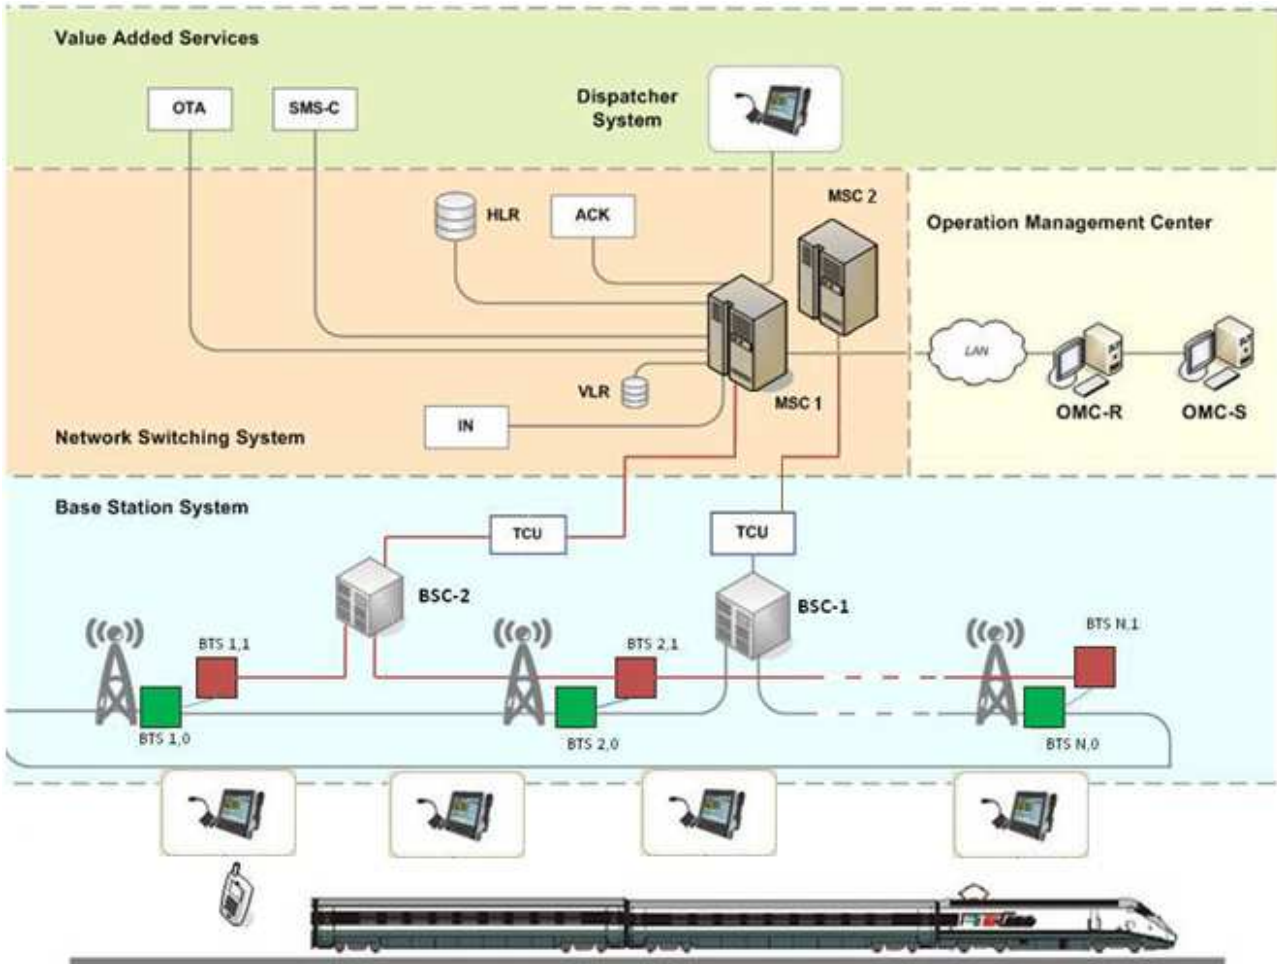 Value Added Services
OTA
SMS-C
Dispatcher
System
HLR
ACK
MSC 2
Operation Management Center
LAN
OMC-R
OMC-S
VLR
MSC 1
IN
Network Switching System
Base Station System
TCU
TCU
BSC-2
BSC-1
BTS 1,1
BTS 2,1
BTS N,1
BTS 1,0
BTS 2,0
BTS N,0